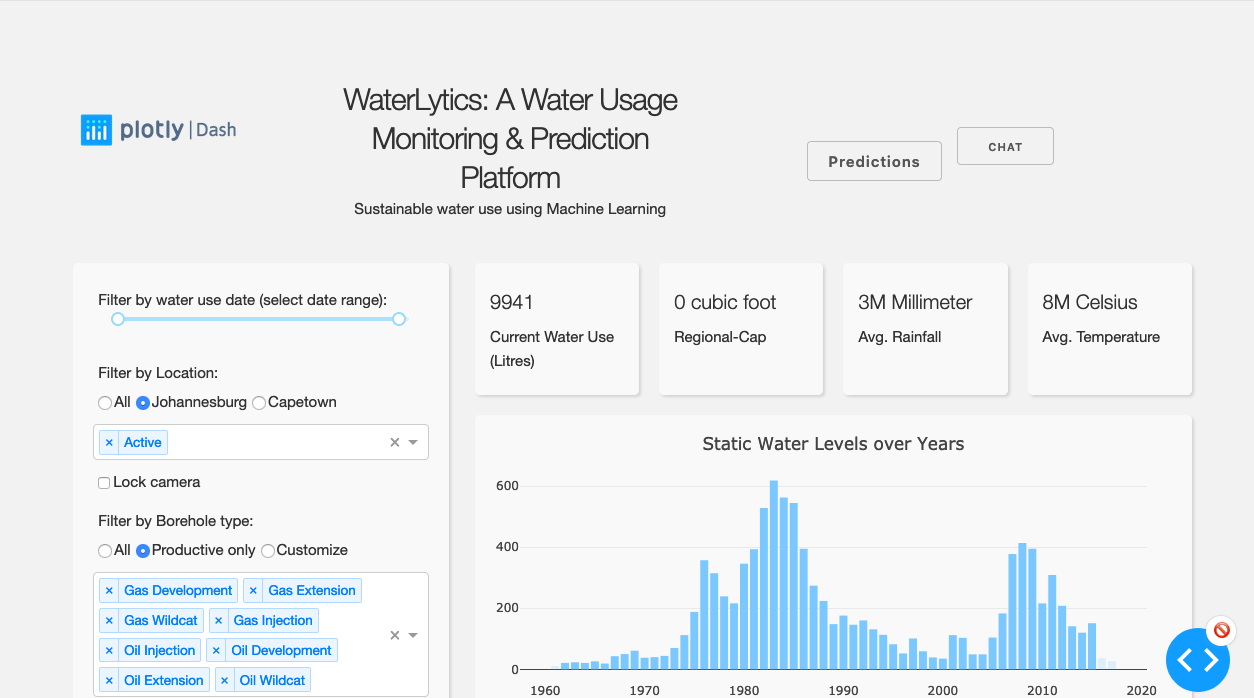 WaterLytics: A Water Usage
Monitoring & Prediction
Platform
Sustainable water use using Machine Learning
plotly | Dash
Predictions
CHAT
Filter by water use date (select date range):
Filter by Location:
All Johannesburg Capetown
× Active × 
Lock camera
Filter by Borehole type:
All Productive only Customize
× Gas Development × Gas Extension
× Gas Wildcat × Gas Injection
× Oil Injection × Oil Development
× Oil Extension × Oil Wildcat
×
9941
Current Water Use
(Litres)
0 cubic foot
Regional-Cap
3M Millimeter
Avg. Rainfall
8M Celsius
Avg. Temperature
Static Water Levels over Years
600
400
200
0
1960 1970 1980 1990 2000 2010 2020